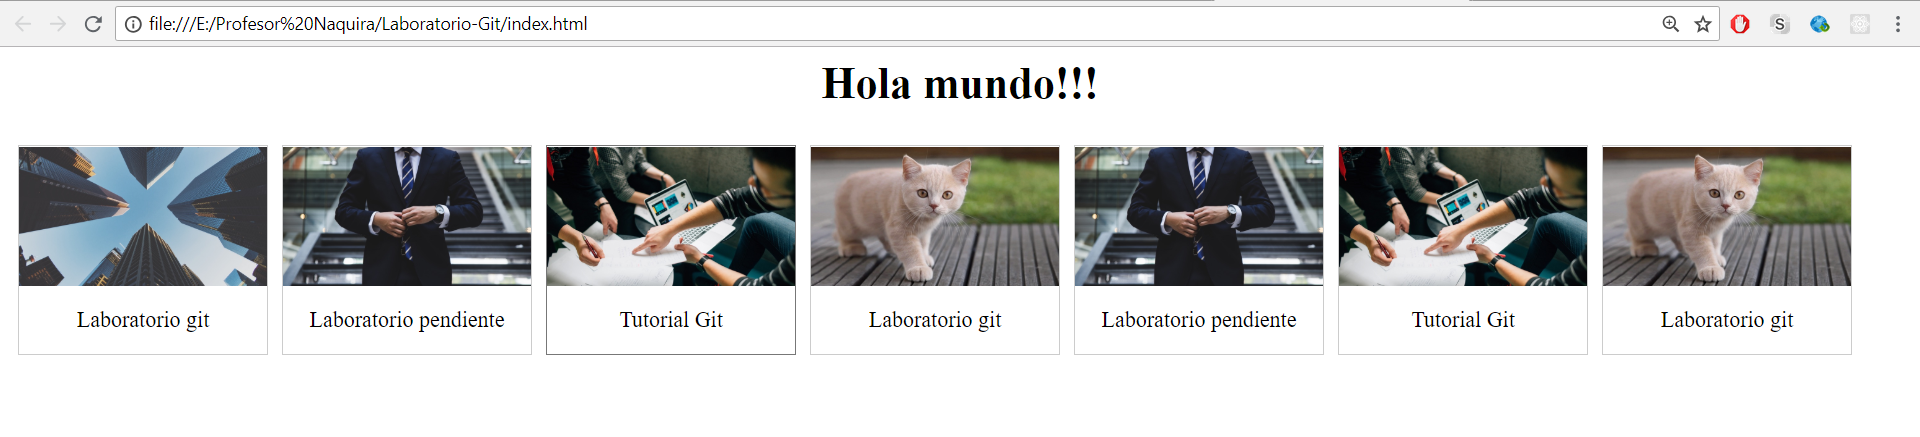 file:///E:/Profesor%20Naquira/Laboratorio-Git/index.html
S
Hola mundo!!!
Laboratorio git
Laboratorio pendiente
Tutorial Git
Laboratorio git
Laboratorio pendiente
Tutorial Git
Laboratorio git